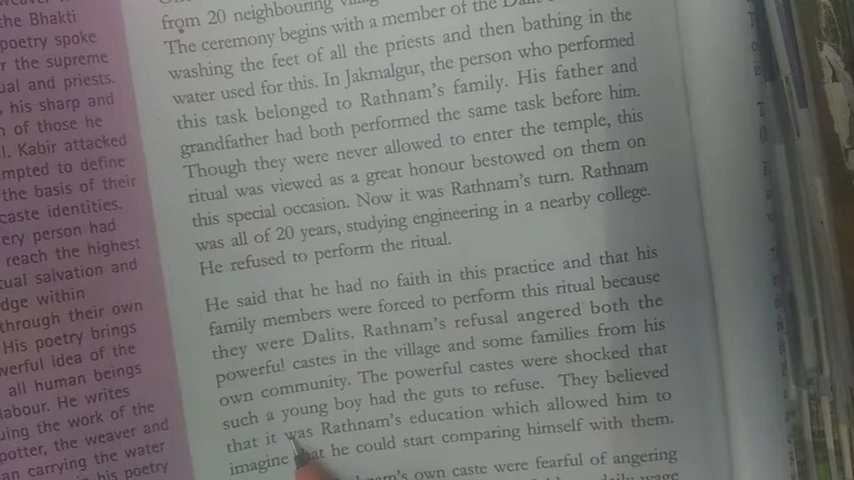 the Bhakti
poetry spoke
r the supreme
ual and priests.
his sharp and
n of those he
l. Kabir attacked
mpted to define
the basis of their
caste identities.
ery person had
reach the highest
tual salvation and
dge within
through their own
His poetry brings
werful idea of the
all human beings
labour. He writes
uing the work of the
potter, the weaver and
an carrying the water
his poetry
from 20 neighbouring
The ceremony begins with a member of the
washing the feet of all the priests and then bathing in the
water used for this. In Jakmalgur, the person who performed
this task belonged to Rathnam's family. His father and
grandfather had both performed the same task before him.
Though they were never allowed to enter the temple, this
ritual was viewed as a great honour bestowed on them on
this special occasion. Now it was Rathnam's turn. Rathnam
was all of 20 years, studying engineering in a nearby college.
He refused to perform the ritual.
He said that he had no faith in this practice and that his
family members were forced to perform this ritual because
they were Dalits. Rathnam's refusal angered both the
powerful castes in the village and some families from his
own community. The powerful castes were shocked that
such a young boy had the guts to refuse. They believed
that it was Rathnam's education which allowed him to
imagine that he could start comparing himself with them.
own caste were fearful of angering